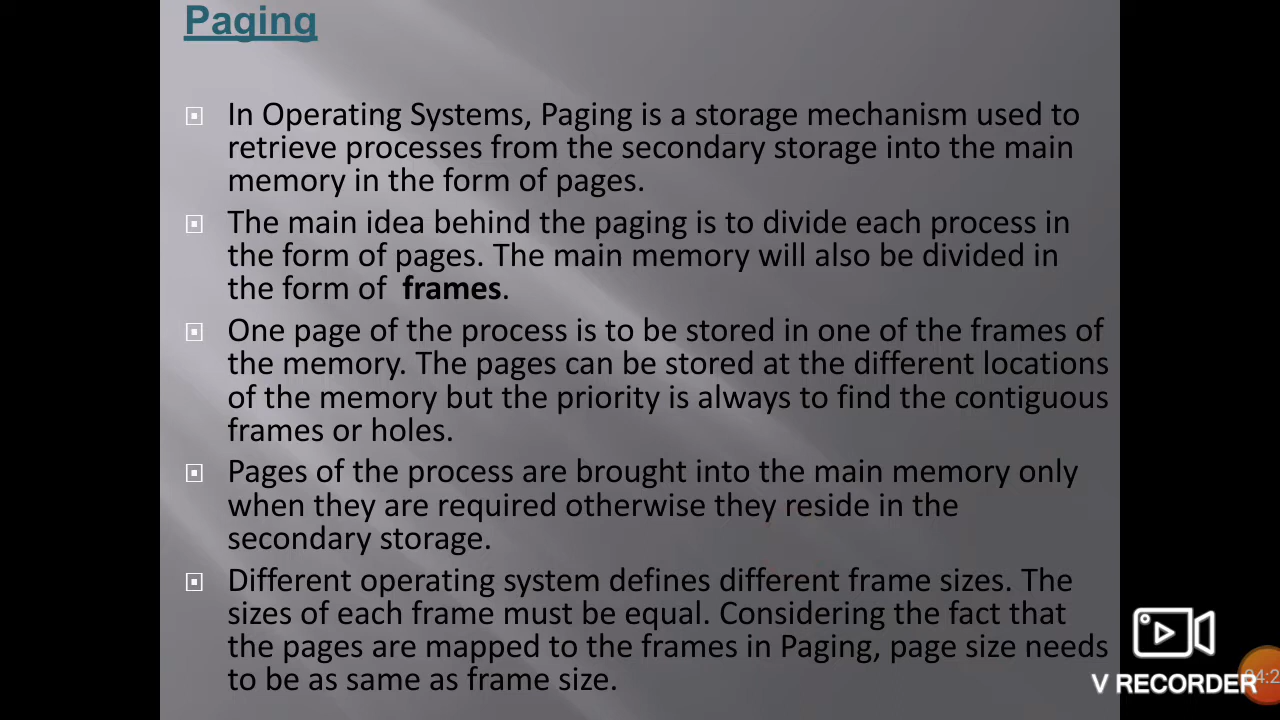 Paging
In Operating Systems, Paging is a storage mechanism used to
retrieve processes from the secondary storage into the main
memory in the form of pages.
The main idea behind the paging is to divide each process in
the form of pages. The main memory will also be divided in
the form of frames.
One page of the process is to be stored in one of the frames of
the memory. The pages can be stored at the different locations
of the memory but the priority is always to find the contiguous
frames or holes.
Pages of the process are brought into the main memory only
when they are required otherwise they reside in the
secondary storage.
Different operating system defines different frame sizes. The
sizes of each frame must be equal. Considering the fact that
the pages are mapped to the frames in Paging, page size needs
to be as same as frame size.
V RECORDER